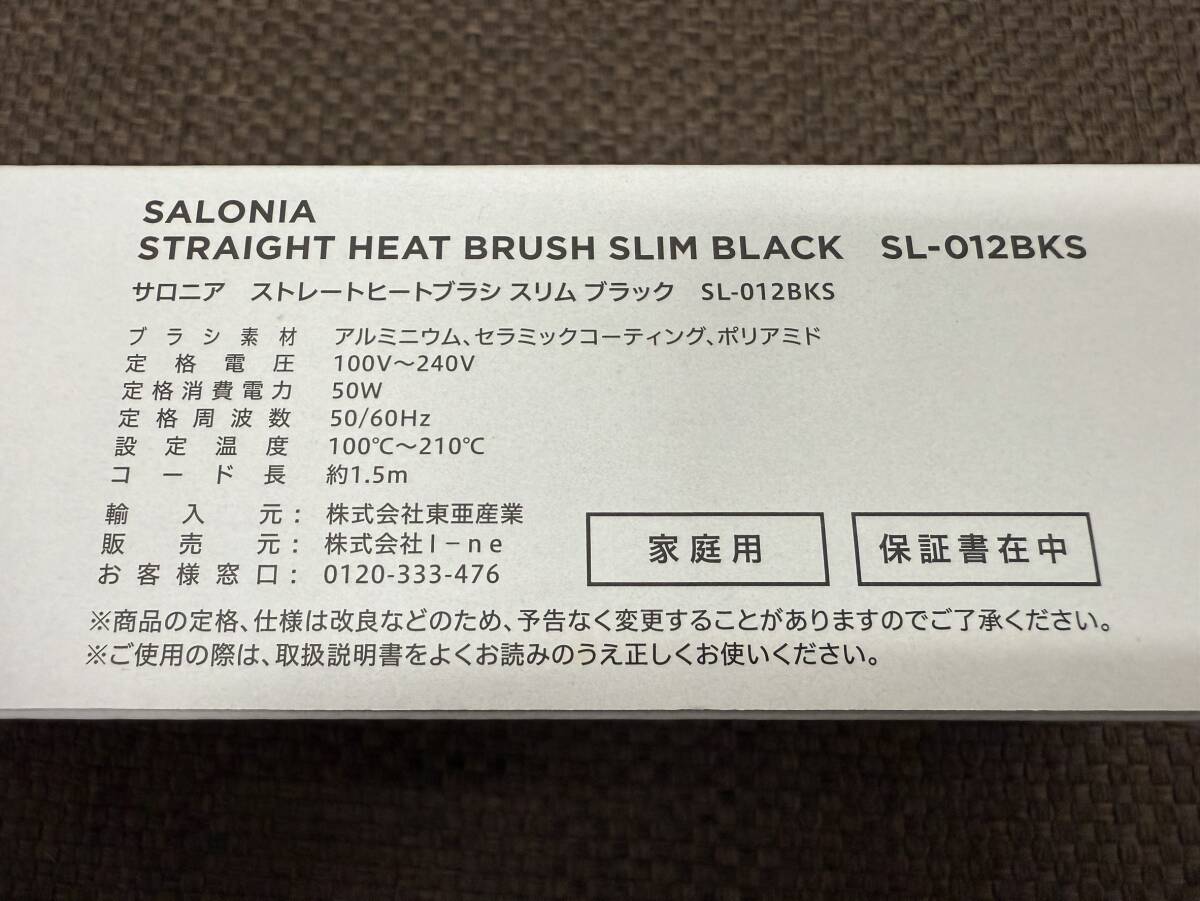 SALONIA
STRAIGHT HEAT BRUSH SLIM BLACK SL-012BKS
サロニア ストレートヒートブラシ スリム ブラック SL-012BKS
ブラシ素材 アルミニウム、セラミックコーティング、ポリアミド
定格電圧 100V～240V
定格消費電力 50W
定格周波数 50/60Hz
設定温度 100℃～210℃
コード長 約1.5m
輸入元: 株式会社東亜産業
販売元: 株式会社I－ne
お客様窓口: 0120-333-476
家庭用 保証書在中
※商品の定格、仕様は改良などのため、予告なく変更することがありますのでご了承ください。
※ご使用の際は、取扱説明書をよくお読みのうえ正しくお使いください。